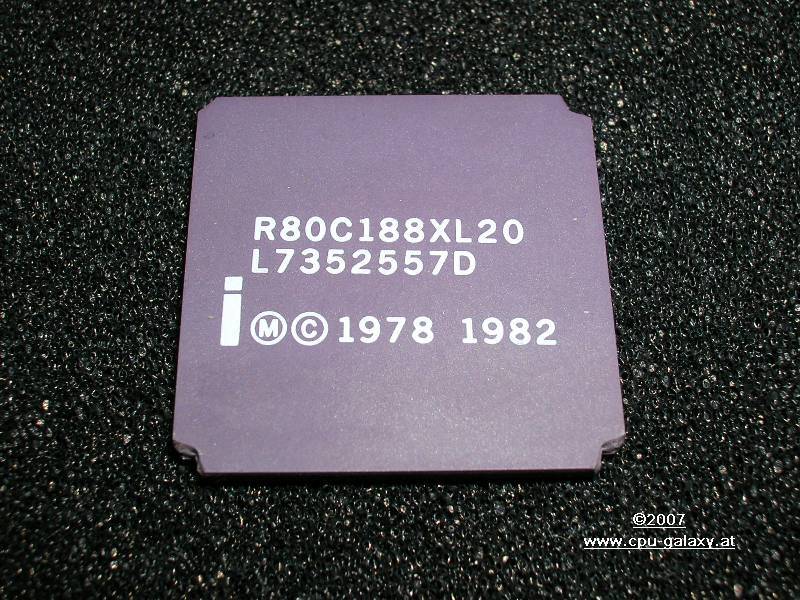 R80C188XL20
L7352557D
i
Ⓜ © 1978 1982
©2007
www.cpu-galaxy.at